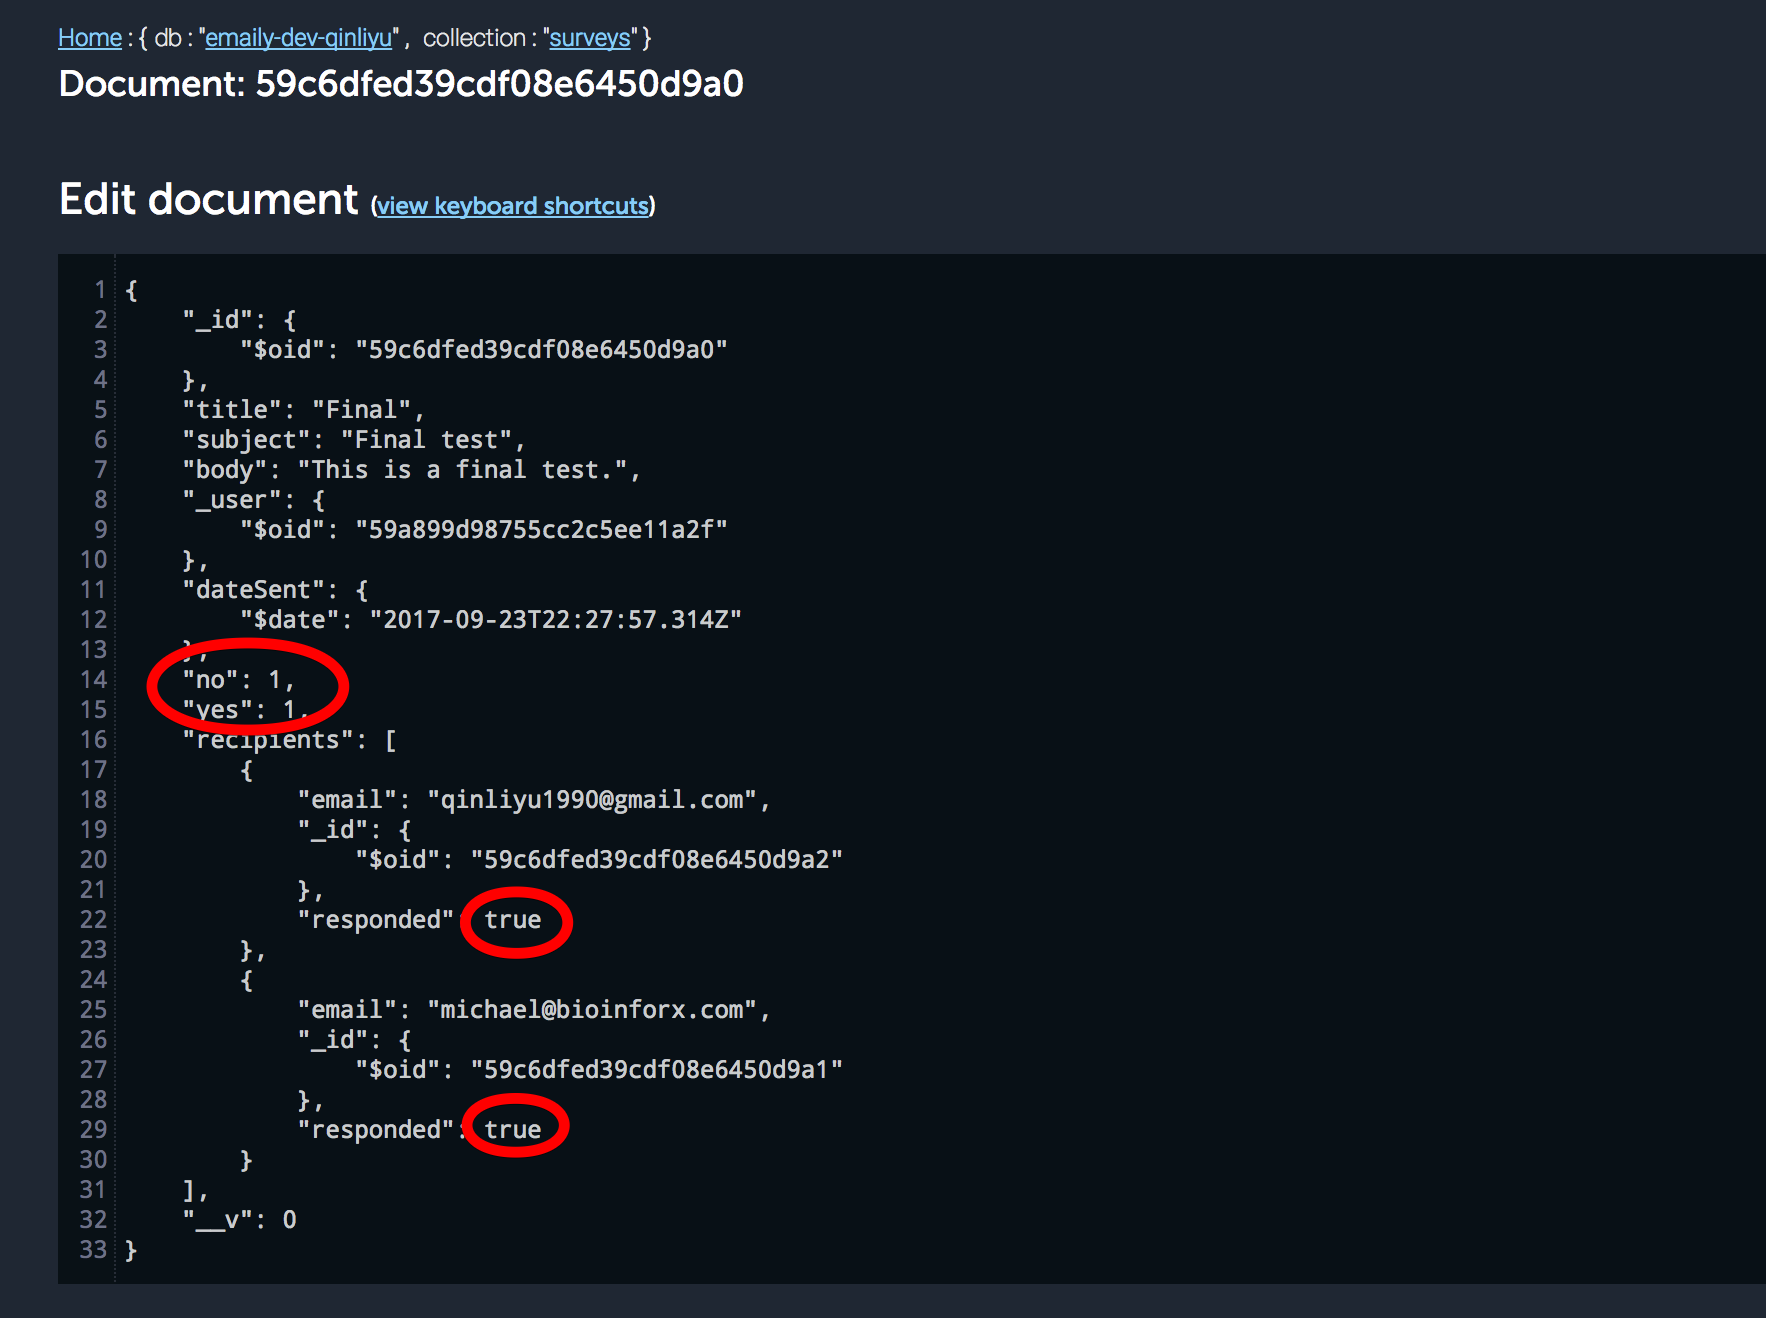 Home : { db : "emaily-dev-qinliyu" , collection : "surveys" }
Document: 59c6dfed39cdf08e6450d9a0
Edit document (view keyboard shortcuts)
1 {
2 "_id": {
3 "$oid": "59c6dfed39cdf08e6450d9a0"
4 },
5 "title": "Final",
6 "subject": "Final test",
7 "body": "This is a final test.",
8 "_user": {
9 "$oid": "59a899d98755cc2c5ee11a2f"
10 },
11 "dateSent": {
12 "$date": "2017-09-23T22:27:57.314Z"
13 },
14 "no": 1,
15 "yes": 1,
16 "recipients": [
17 {
18 "email": "qinliyu1990@gmail.com",
19 "_id": {
20 "$oid": "59c6dfed39cdf08e6450d9a2"
21 },
22 "responded" true
23 },
24 {
25 "email": "michael@bioinforx.com",
26 "_id": {
27 "$oid": "59c6dfed39cdf08e6450d9a1"
28 },
29 "responded": true
30 }
31 ],
32 "__v": 0
33 }